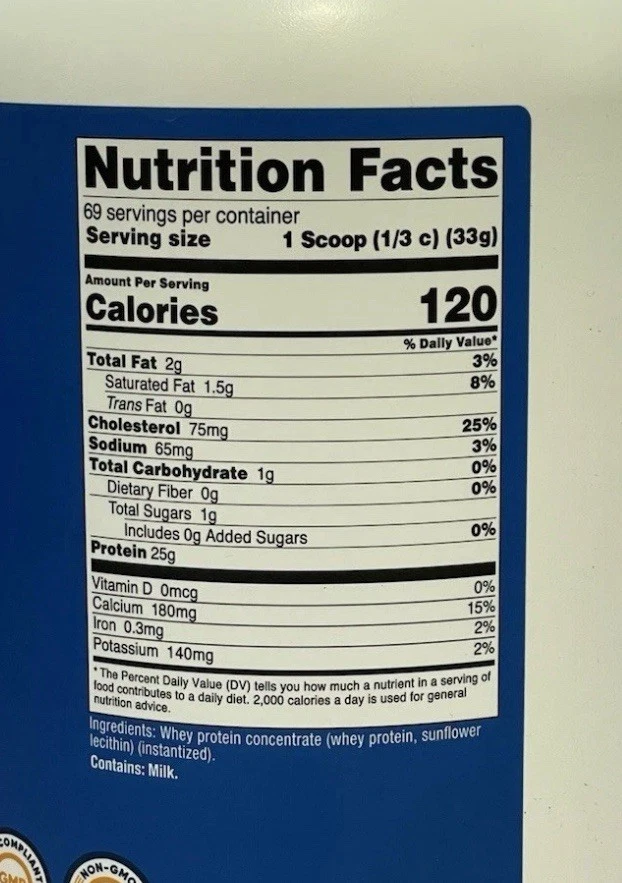 Nutrition Facts
69 servings per container
Serving size 1 Scoop (1/3 c) (33g)
Amount Per Serving
Calories 120
% Daily Value*
Total Fat 2g 3%
Saturated Fat 1.5g 8%
Trans Fat 0g
Cholesterol 75mg 25%
Sodium 65mg 3%
Total Carbohydrate 1g 0%
Dietary Fiber 0g 0%
Total Sugars 1g
Includes 0g Added Sugars 0%
Protein 25g
Vitamin D 0mcg 0%
Calcium 180mg 15%
Iron 0.3mg 2%
Potassium 140mg 2%
*The Percent Daily Value (DV) tells you how much a nutrient in a serving of
food contributes to a daily diet. 2,000 calories a day is used for general
nutrition advice.
Ingredients: Whey protein concentrate (whey protein, sunflower
lecithin) (instantized).
Contains: Milk.
COMPLIANT
GMP
NON-GMO